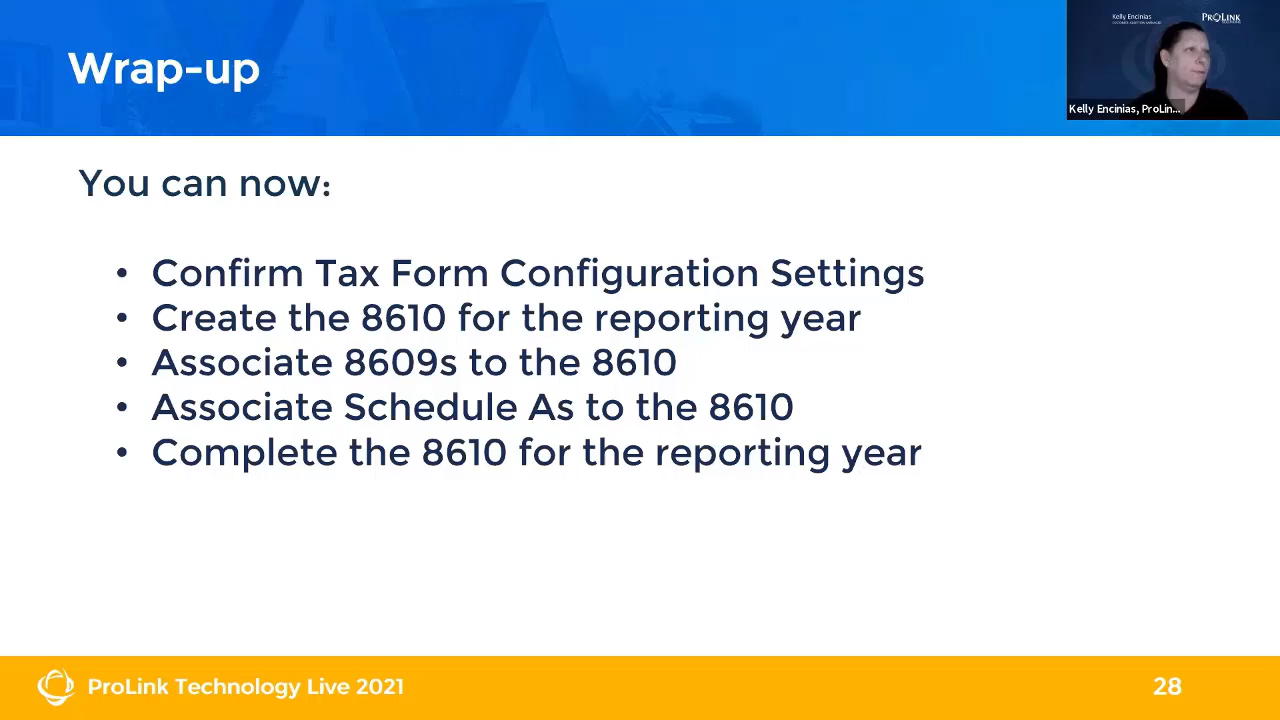 Wrap-up
Kelly Encinias
PROLINK
Kelly Encinias, ProLin...
You can now:
• Confirm Tax Form Configuration Settings
• Create the 8610 for the reporting year
• Associate 8609s to the 8610
• Associate Schedule As to the 8610
• Complete the 8610 for the reporting year
ProLink Technology Live 2021
28